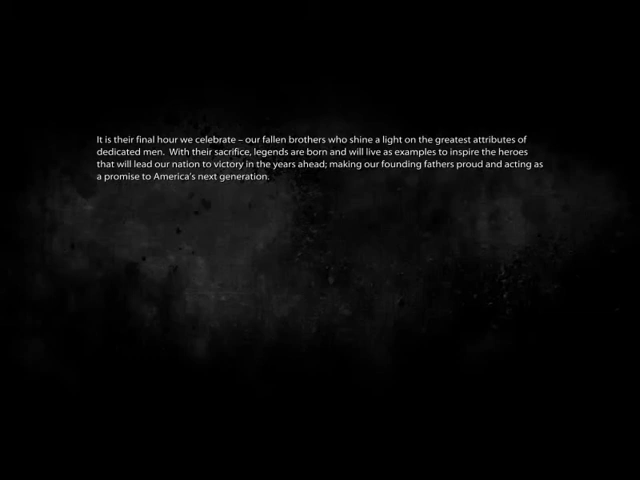 It is their final hour we celebrate – our fallen brothers who shine a light on the greatest attributes of
dedicated men.  With their sacrifice, legends are born and will live as examples to inspire the heroes
that will lead our nation to victory in the years ahead; making our founding fathers proud and acting as
a promise to America's next generation.